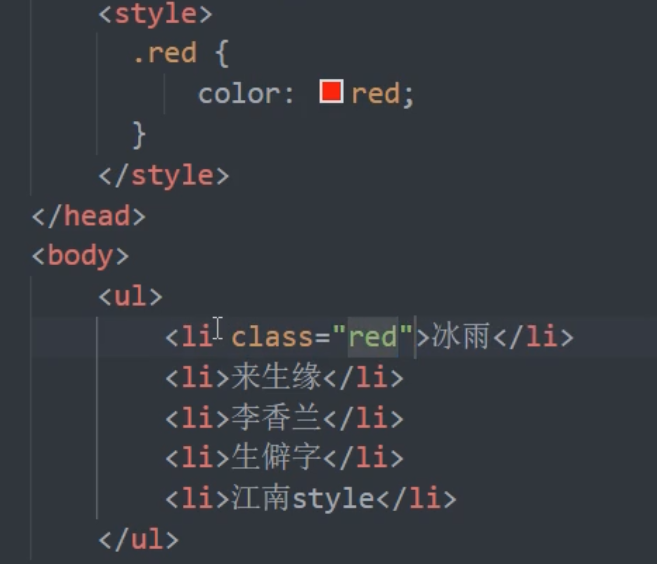 <style>
.red {
color: red;
}
</style>
</head>
<body>
<ul>
<li class="red">冰雨</li>
<li>来生缘</li>
<li>李香兰</li>
<li>生僻字</li>
<li>江南style</li>
</ul>